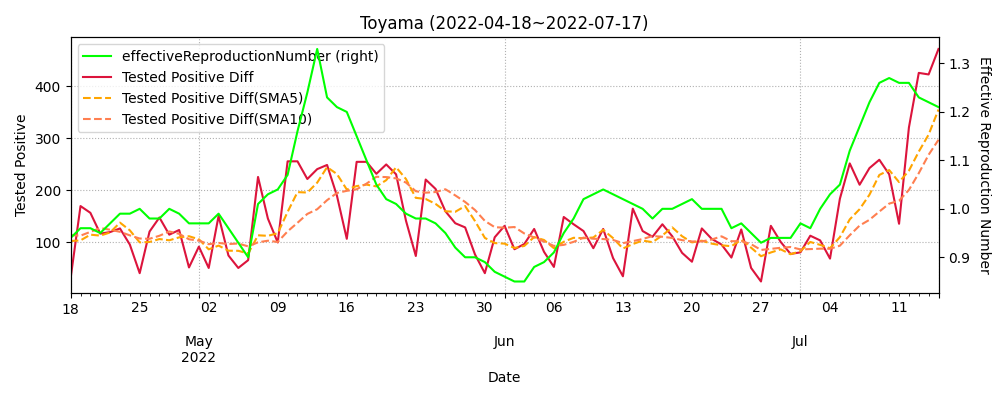 Toyama (2022-04-18~2022-07-17)
effectiveReproductionNumber (right)
Tested Positive Diff
Tested Positive Diff(SMA5)
Tested Positive Diff(SMA10)
Tested Positive
400
300
200
100
1.3
1.2
1.1
1.0
0.9
Effective Reproduction Number
18 25 02 09 16 23 30 06 13 20 27 04 11
May Jun Jul
2022
Date